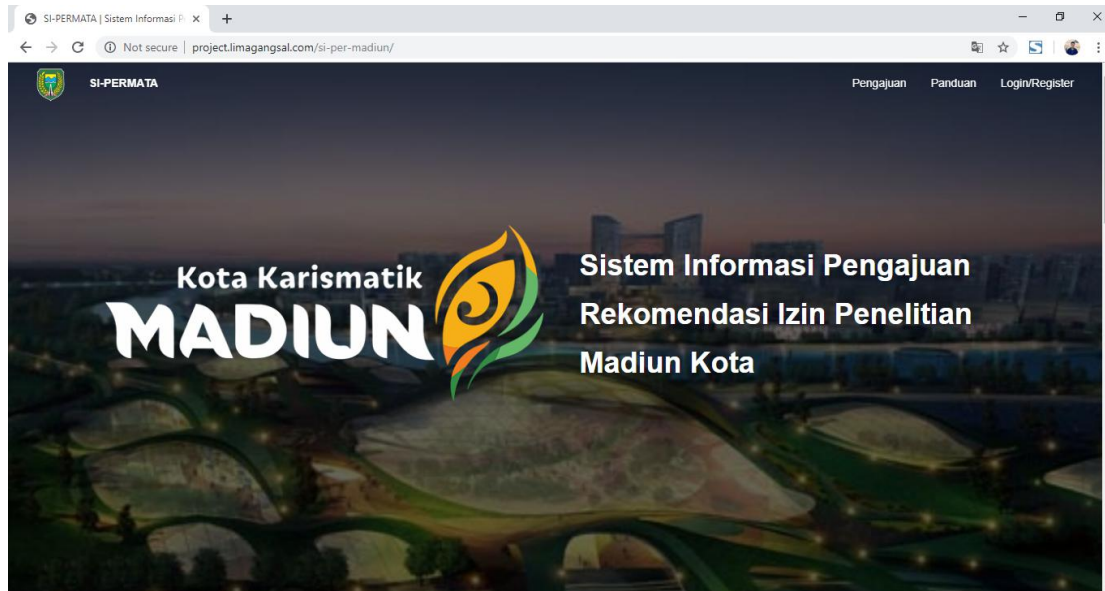 SI-PERMATA | Sistem Informasi P
Not secure | project.limagangsal.com/si-per-madiun/
SI-PERMATA
Pengajuan Panduan Login/Register
Kota Karismatik
MADIUN
Sistem Informasi Pengajuan
Rekomendasi Izin Penelitian
Madiun Kota